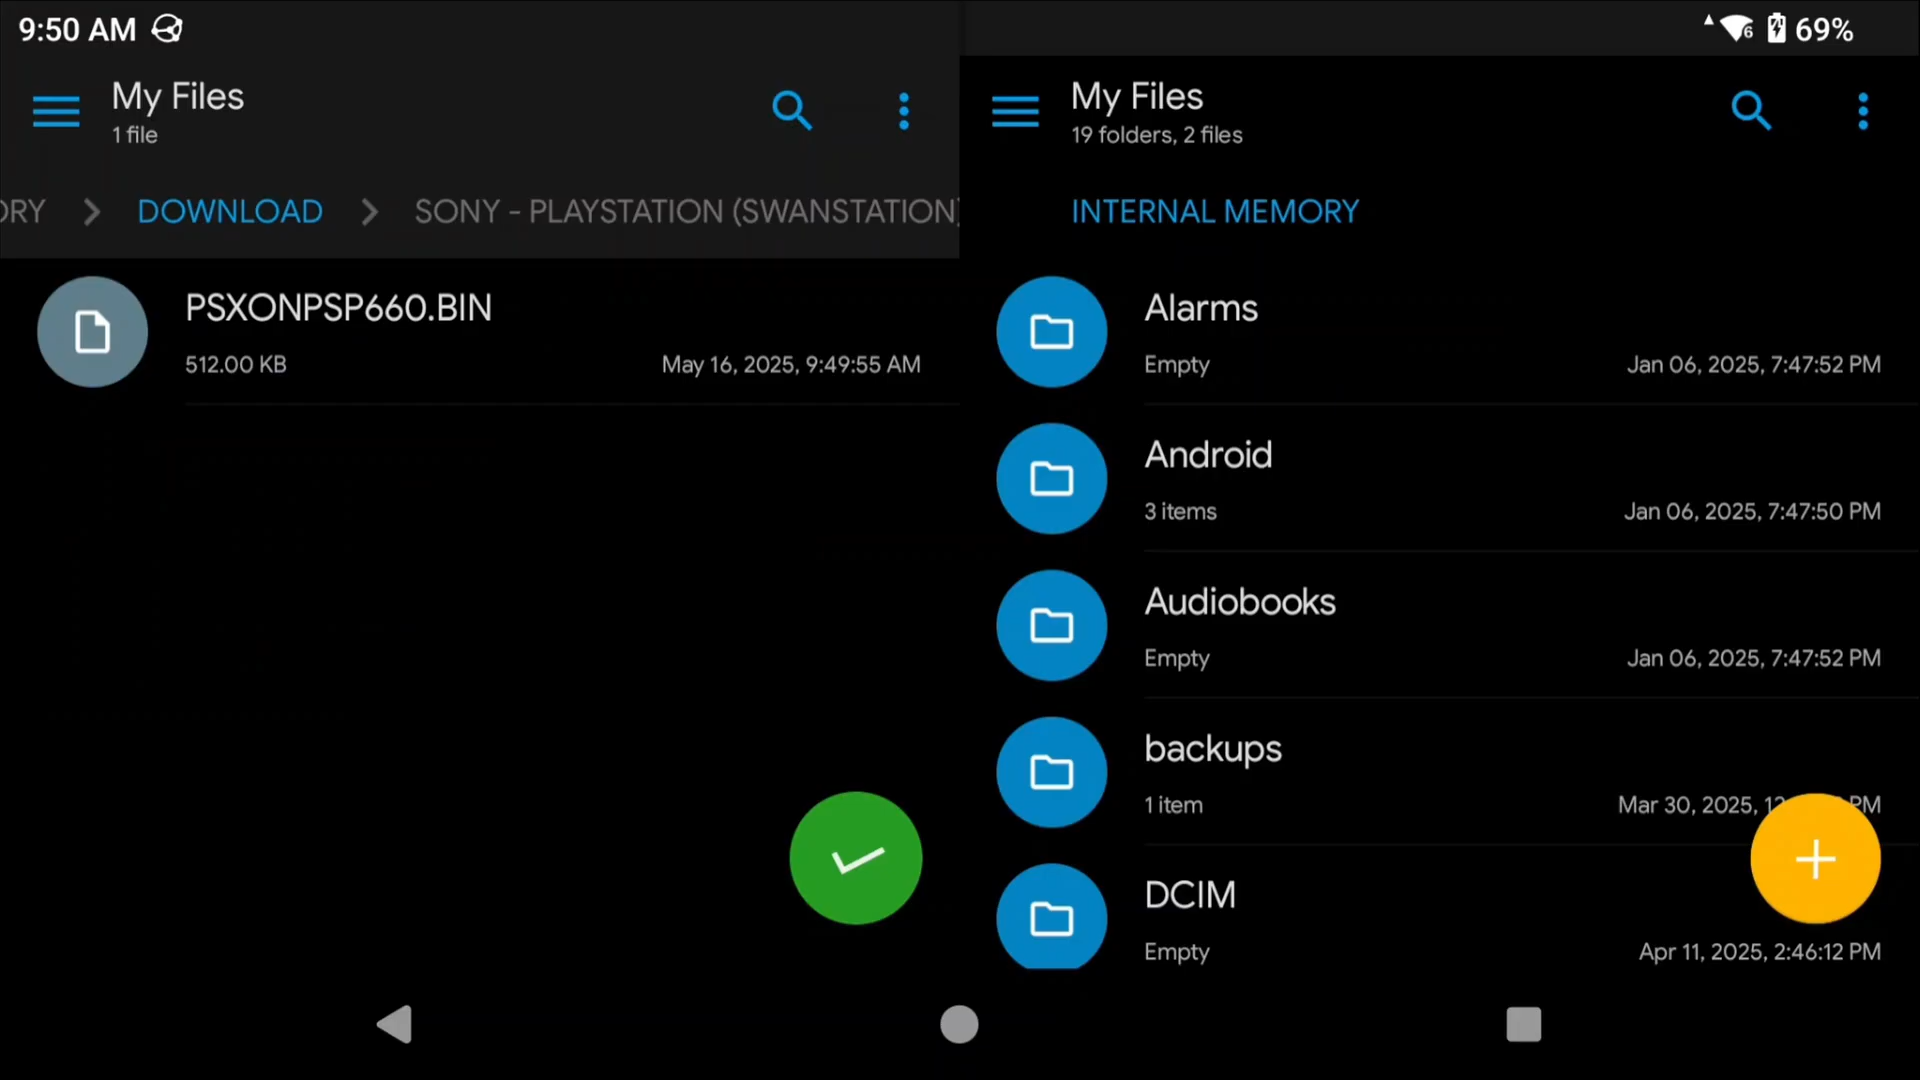 9:50 AM
6 69%
My Files
1 file
ORY > DOWNLOAD > SONY - PLAYSTATION (SWANSTATION)
PSXONPSP660.BIN
512.00 KB May 16, 2025, 9:49:55 AM
My Files
19 folders, 2 files
INTERNAL MEMORY
Alarms
Empty Jan 06, 2025, 7:47:52 PM
Android
3 items Jan 06, 2025, 7:47:50 PM
Audiobooks
Empty Jan 06, 2025, 7:47:52 PM
backups
1 item Mar 30, 2025, PM
DCIM
Empty Apr 11, 2025, 2:46:12 PM